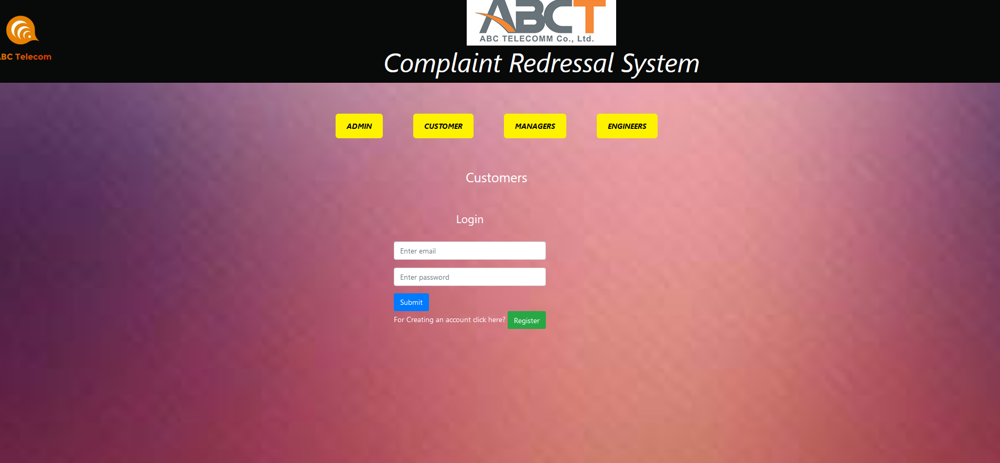 ABCT
ABC TELECOMM Co., Ltd.
BC Telecom
Complaint Redressal System
ADMIN CUSTOMER MANAGERS ENGINEERS
Customers
Login
Enter email
Enter password
Submit
For Creating an account click here? Register